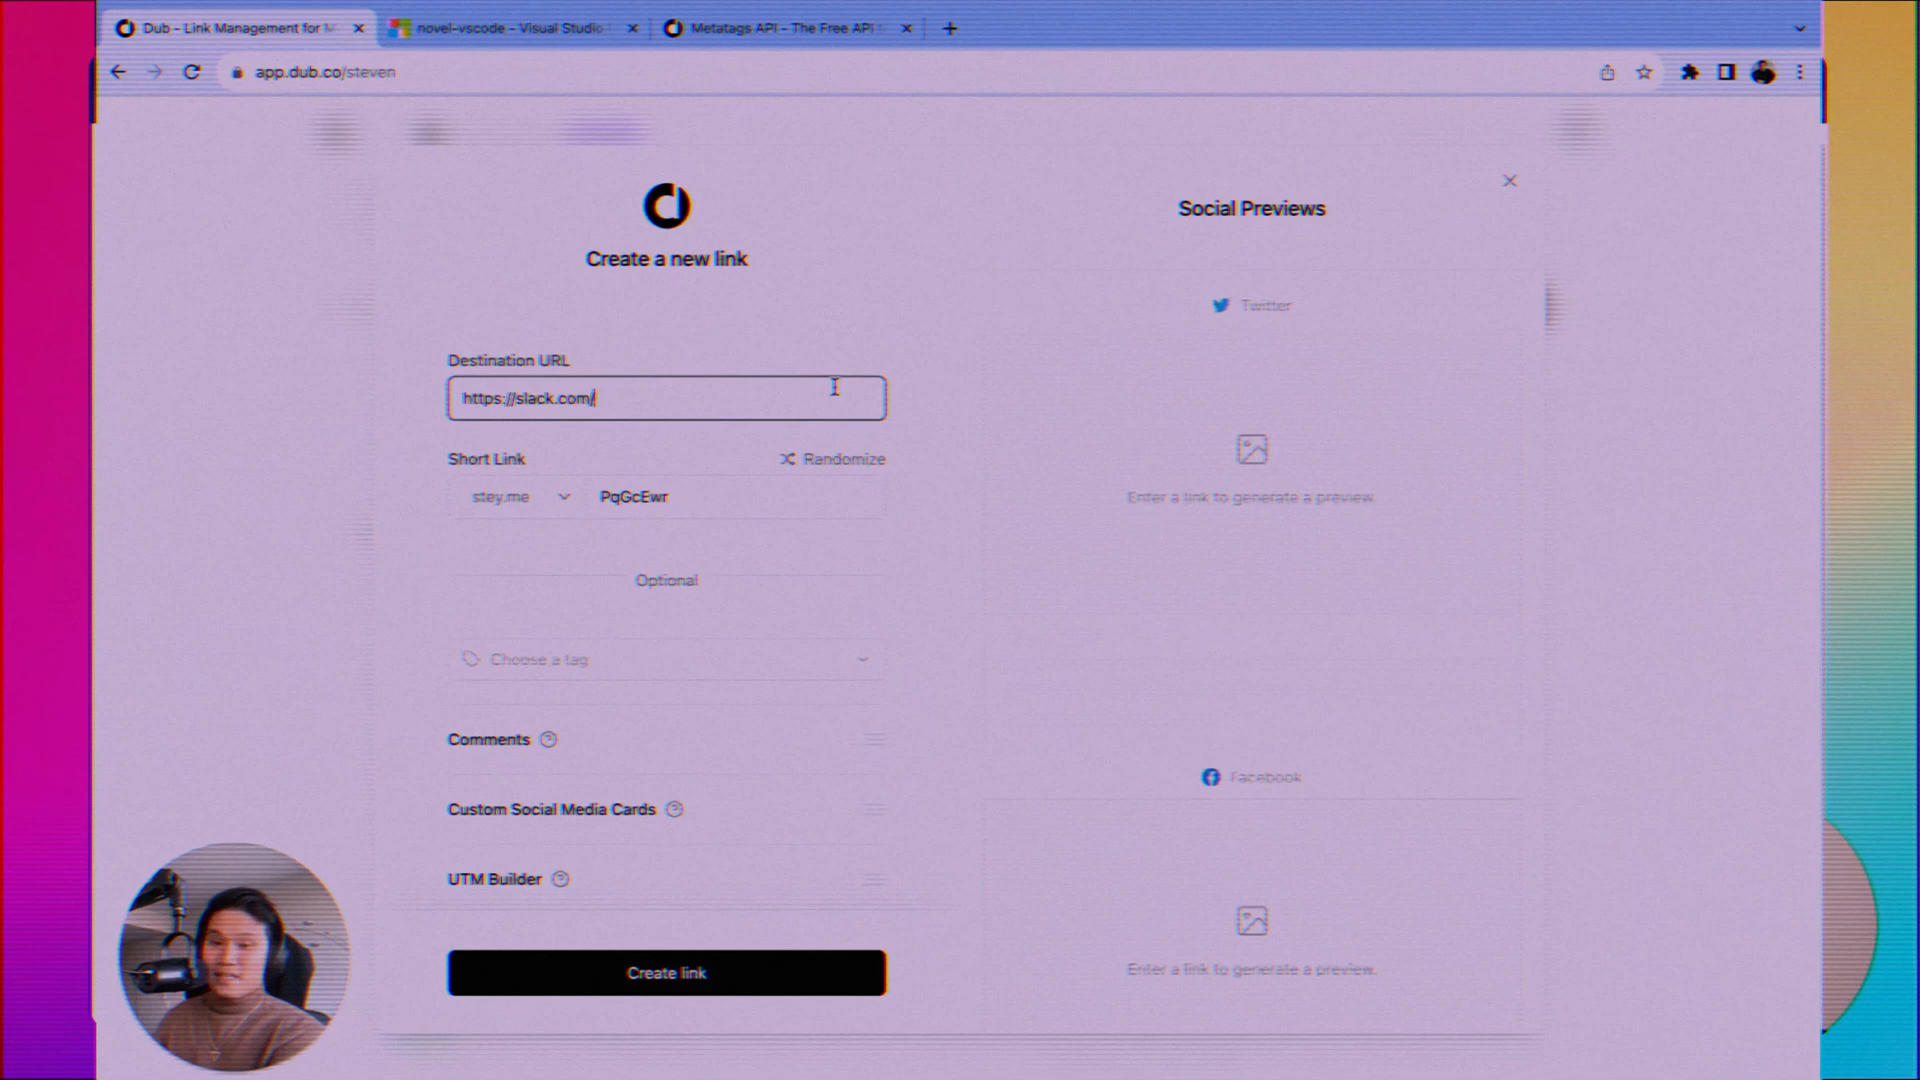 Dub - Link Management for M
novel-vscode - Visual Studio
Metatags API - The Free API
app.dub.co/steven
Create a new link
Destination URL
https://slack.com/
Short Link
Randomize
stey.me
PqGcEwr
Optional
Choose a tag
Comments
Custom Social Media Cards
UTM Builder
Create link
Social Previews
Twitter
Enter a link to generate a preview.
Facebook
Enter a link to generate a preview.